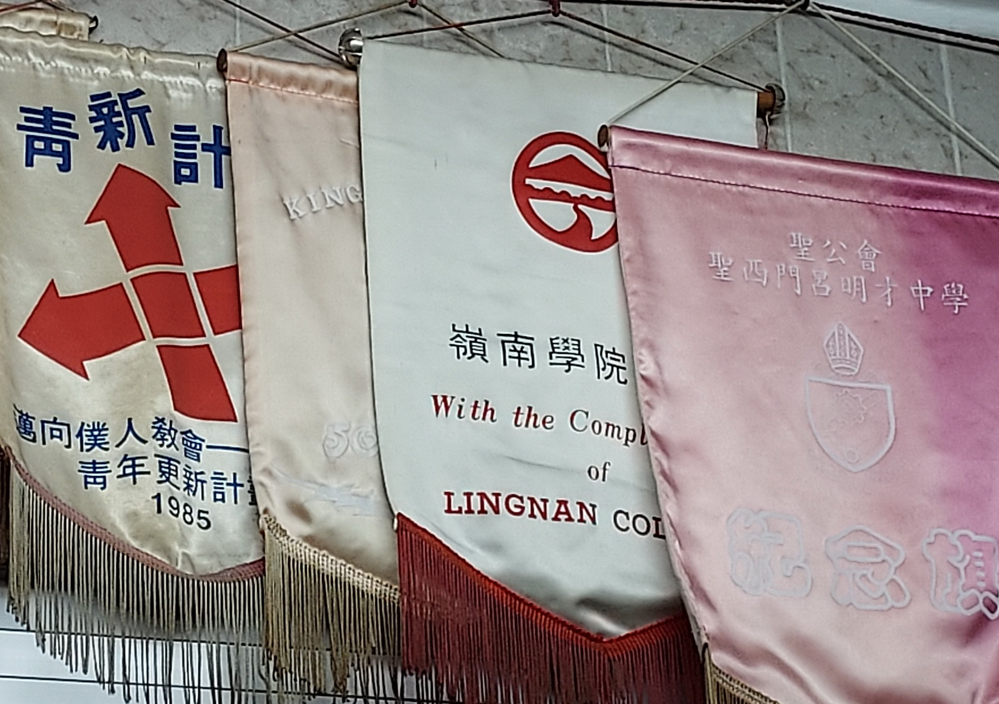 青新計
邁向僕人教會——
青年更新計
1985
KING
50
嶺南學院
With the Compl
of
LINGNAN COL
聖公會
聖西門呂明才中學
紀念旗